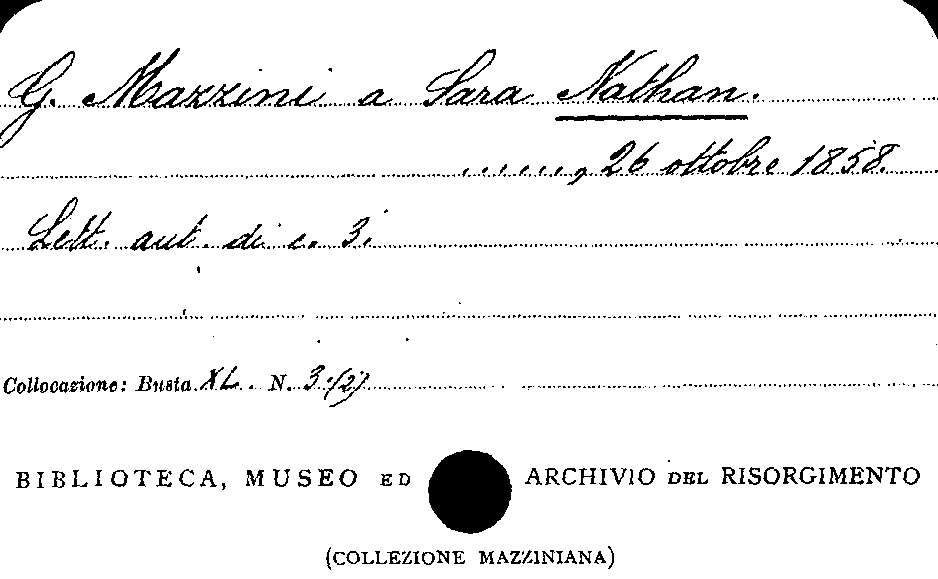 G. Mazzini a Sara Nathan.
......, 26 ottobre 1858.
Lett. aut. di c. 3.
Collocazione: Busta XL. N. 3.(2)
BIBLIOTECA, MUSEO ED ARCHIVIO DEL RISORGIMENTO
(COLLEZIONE MAZZINIANA)